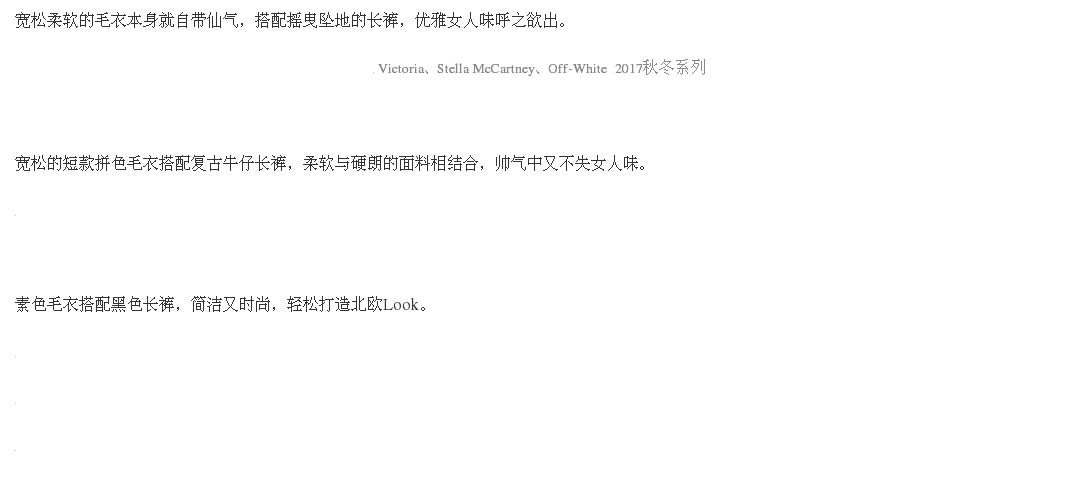 宽松柔软的毛衣本身就自带仙气，搭配摇曳坠地的长裤，优雅女人味呼之欲出。
Victoria、Stella McCartney、Off-White 2017秋冬系列
宽松的短款拼色毛衣搭配复古牛仔长裤，柔软与硬朗的面料相结合，帅气中又不失女人味。
素色毛衣搭配黑色长裤，简洁又时尚，轻松打造北欧Look。